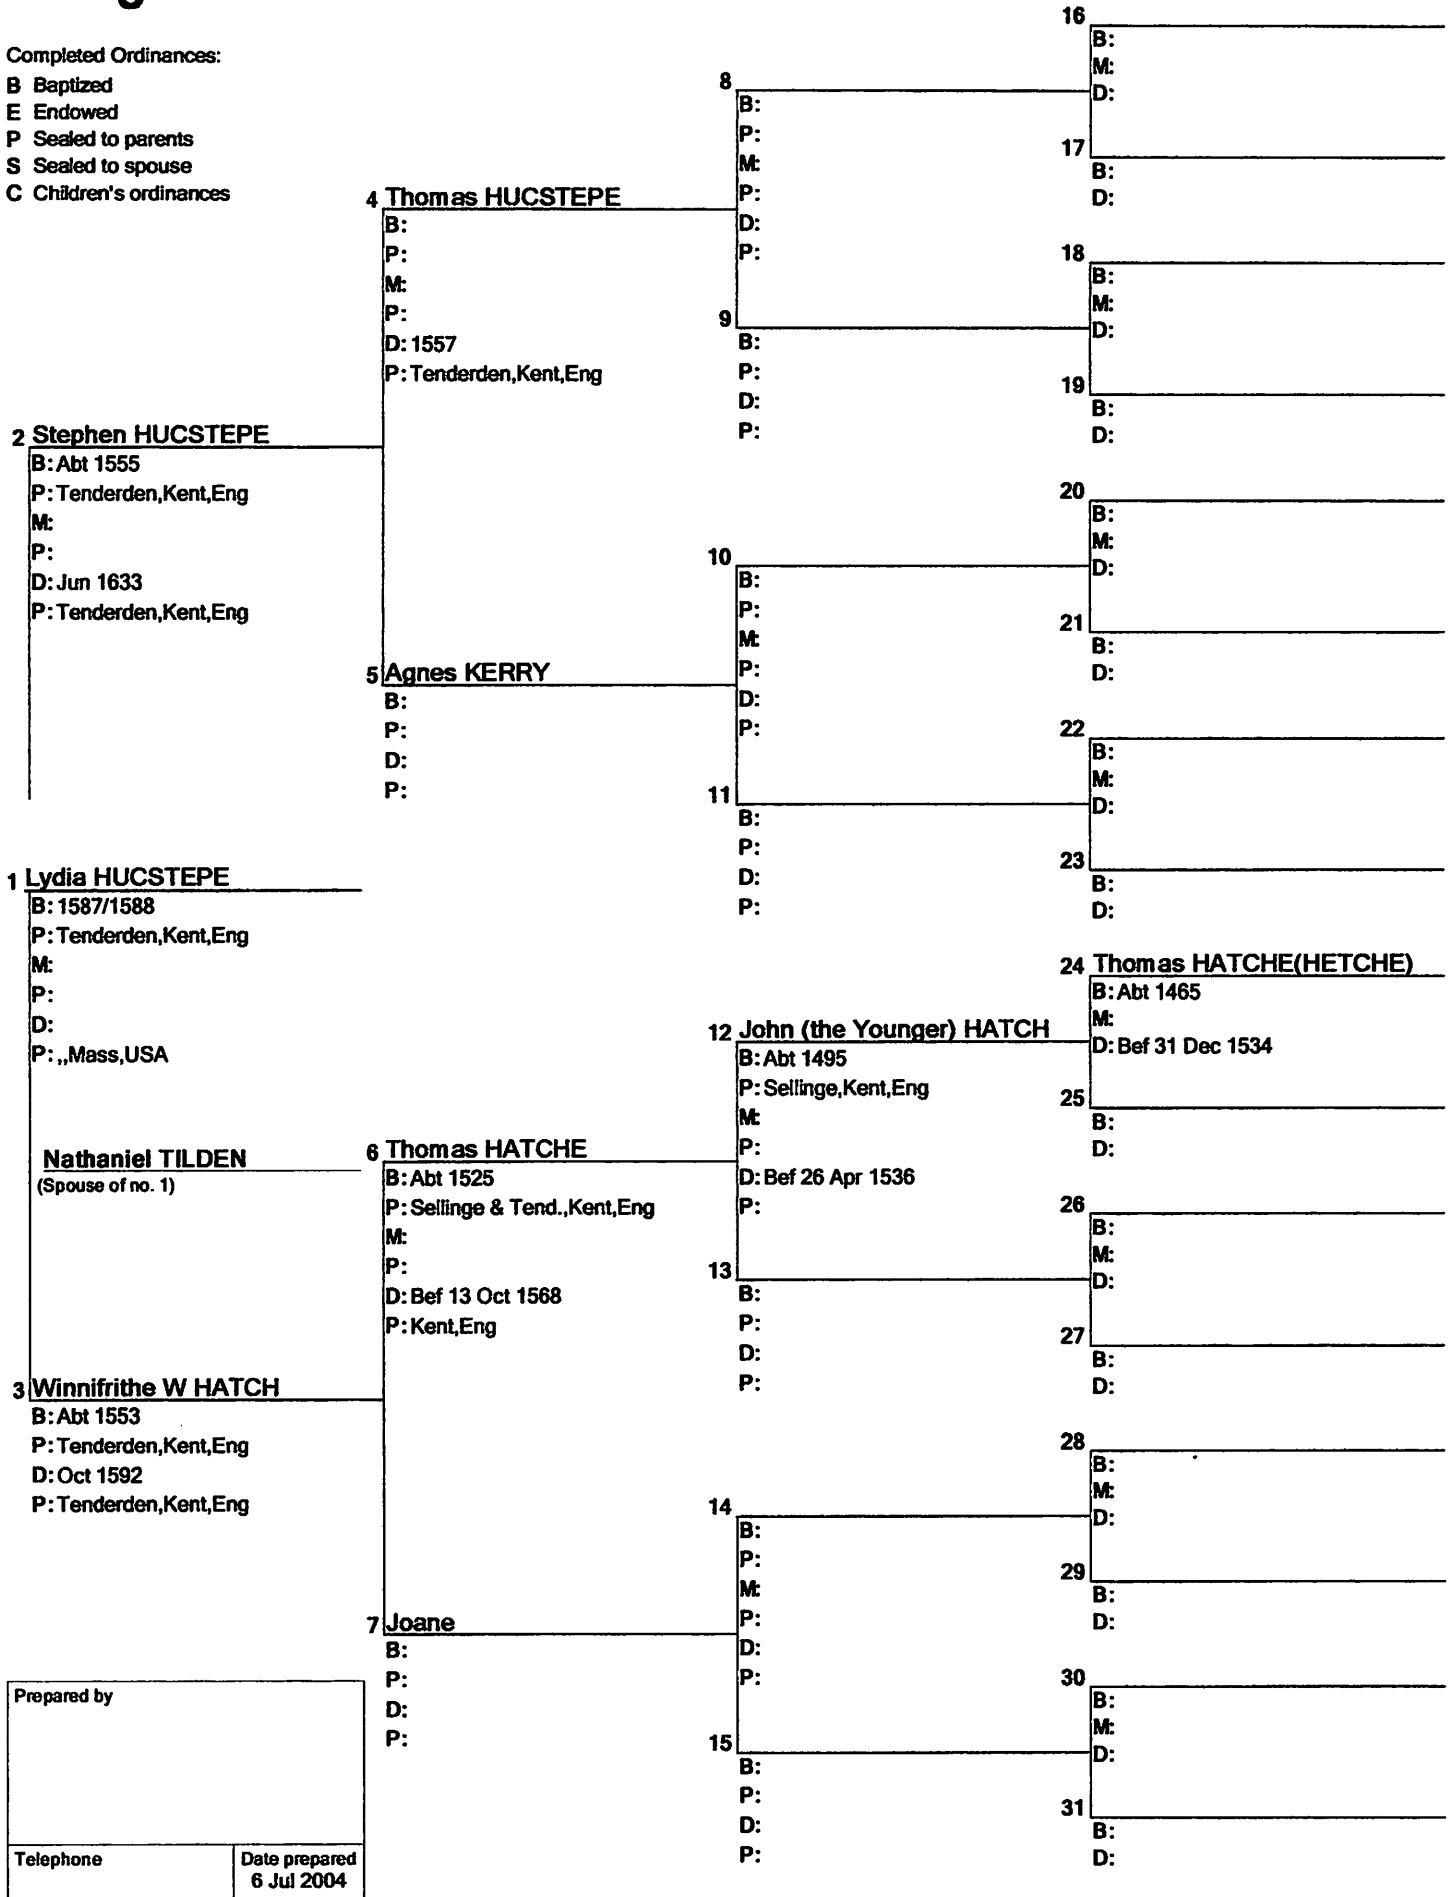 Completed Ordinances:
B Baptized
E Endowed
P Sealed to parents
S Sealed to spouse
C Children's ordinances
2 Stephen HUCSTEPE
B: Abt 1555
P: Tenderden,Kent,Eng
M:
P:
D: Jun 1633
P: Tenderden,Kent,Eng
1 Lydia HUCSTEPE
B: 1587/1588
P: Tenderden,Kent,Eng
M:
P:
D:
P: ,,Mass,USA
Nathaniel TILDEN
(Spouse of no. 1)
3 Winnifrithe W HATCH
B: Abt 1553
P: Tenderden,Kent,Eng
D: Oct 1592
P: Tenderden,Kent,Eng
Prepared by
Telephone
Date prepared
6 Jul 2004
4 Thomas HUCSTEPE
B:
P:
M:
P:
D: 1557
P: Tenderden,Kent,Eng
5 Agnes KERRY
B:
P:
D:
P:
6 Thomas HATCHE
B: Abt 1525
P: Sellinge & Tend.,Kent,Eng
M:
P:
D: Bef 13 Oct 1568
P: Kent,Eng
7 Joane
B:
P:
D:
P:
8
B:
P:
M:
P:
D:
P:
9
B:
P:
D:
P:
10
B:
P:
M:
P:
D:
P:
11
B:
P:
D:
P:
12 John (the Younger) HATCH
B: Abt 1495
P: Sellinge,Kent,Eng
M:
P:
D: Bef 26 Apr 1536
P:
13
B:
P:
D:
P:
14
B:
P:
M:
P:
D:
P:
15
B:
P:
D:
P:
16
B:
M:
D:
17
B:
D:
18
B:
M:
D:
19
B:
D:
20
B:
M:
D:
21
B:
D:
22
B:
M:
D:
23
B:
D:
24 Thomas HATCHE(HETCHE)
B: Abt 1465
M:
D: Bef 31 Dec 1534
25
B:
D:
26
B:
M:
D:
27
B:
D:
28
B:
M:
D:
29
B:
D:
30
B:
M:
D:
31
B:
D: